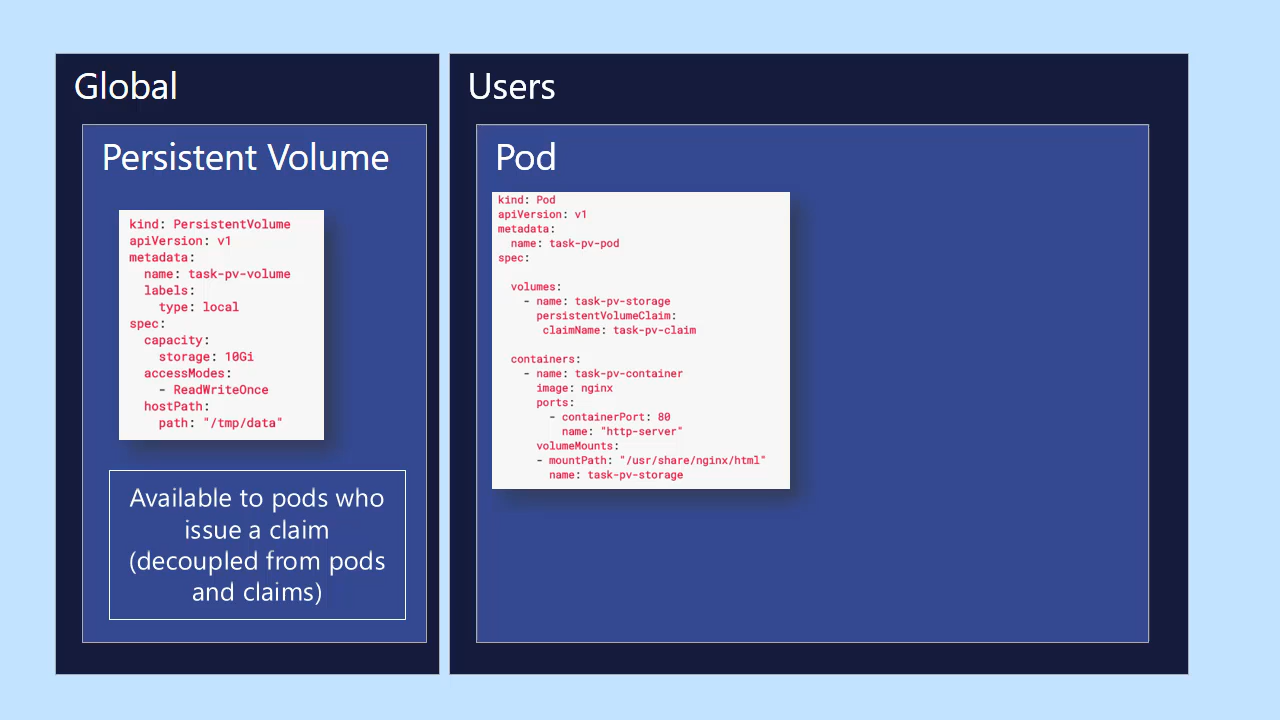 Global
Persistent Volume
kind: PersistentVolume
apiVersion: v1
metadata:
  name: task-pv-volume
  labels:
    type: local
spec:
  capacity:
    storage: 10Gi
  accessModes:
    - ReadWriteOnce
  hostPath:
    path: "/tmp/data"
Available to pods who
issue a claim
(decoupled from pods
and claims)
Users
Pod
kind: Pod
apiVersion: v1
metadata:
  name: task-pv-pod
spec:
  volumes:
    - name: task-pv-storage
      persistentVolumeClaim:
       claimName: task-pv-claim
  containers:
    - name: task-pv-container
      image: nginx
      ports:
        - containerPort: 80
          name: "http-server"
      volumeMounts:
      - mountPath: "/usr/share/nginx/html"
        name: task-pv-storage